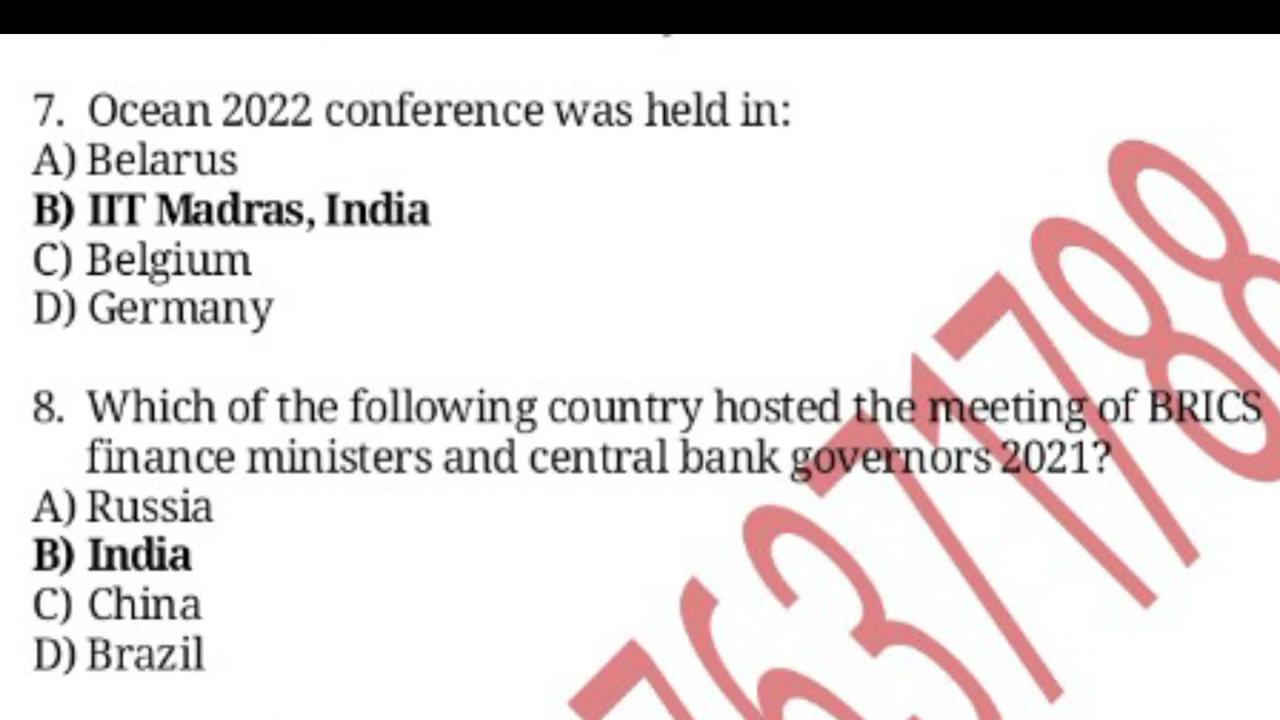 7. Ocean 2022 conference was held in:
A) Belarus
B) IIT Madras, India
C) Belgium
D) Germany
8. Which of the following country hosted the meeting of BRICS
finance ministers and central bank governors 2021?
A) Russia
B) India
C) China
D) Brazil